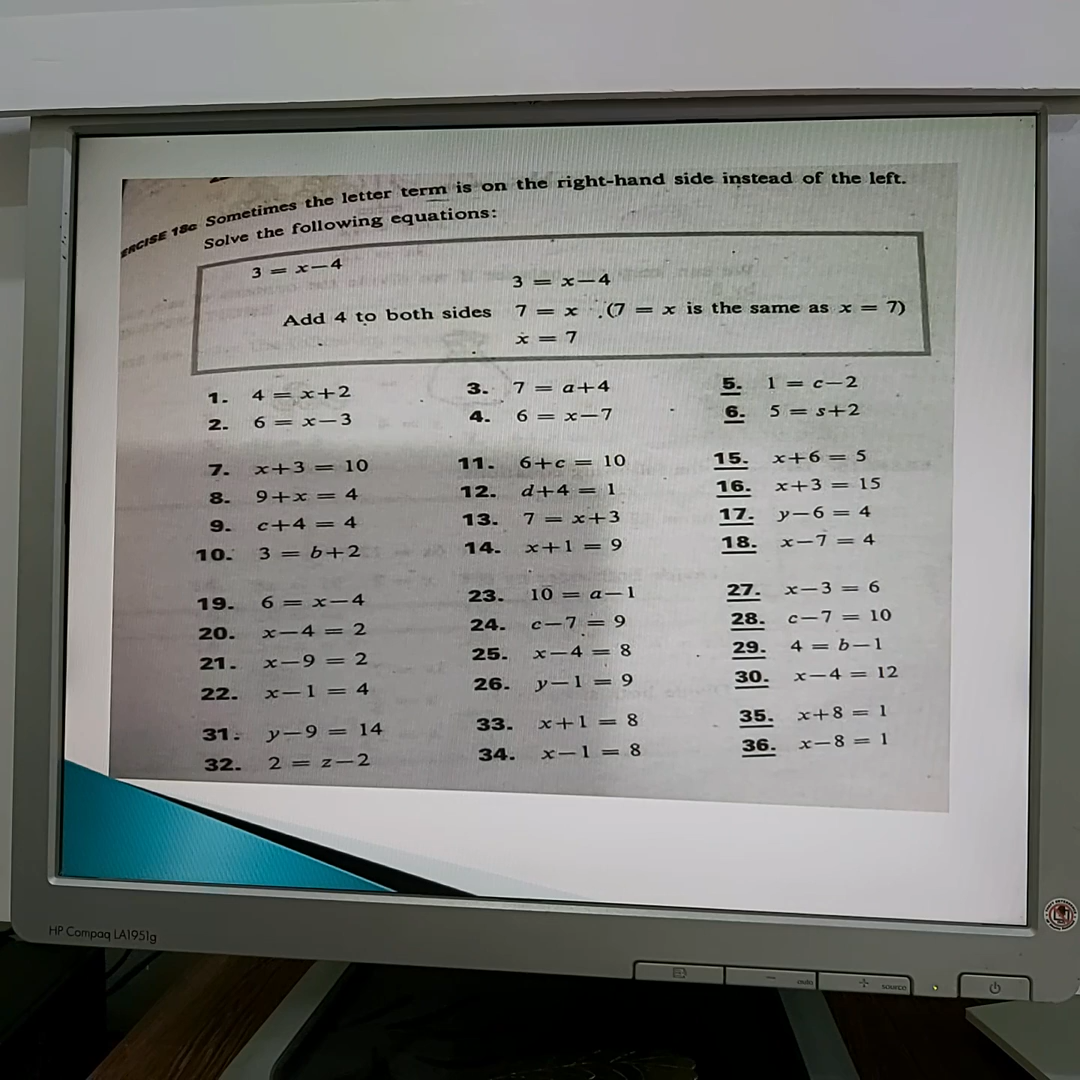 ERCISE 18c Sometimes the letter term is on the right-hand side instead of the left.
Solve the following equations:
3 = x−4
3 = x−4
Add 4 to both sides 7 = x (7 = x is the same as x = 7)
x = 7
1. 4 = x+2 3. 7 = a+4 5. 1 = c−2
2. 6 = x−3 4. 6 = x−7 6. 5 = s+2
7. x+3 = 10 11. 6+c = 10 15. x+6 = 5
8. 9+x = 4 12. d+4 = 1 16. x+3 = 15
9. c+4 = 4 13. 7 = x+3 17. y−6 = 4
10. 3 = b+2 14. x+1 = 9 18. x−7 = 4
19. 6 = x−4 23. 10 = a−1 27. x−3 = 6
20. x−4 = 2 24. c−7 = 9 28. c−7 = 10
21. x−9 = 2 25. x−4 = 8 29. 4 = b−1
22. x−1 = 4 26. y−1 = 9 30. x−4 = 12
31. y−9 = 14 33. x+1 = 8 35. x+8 = 1
32. 2 = z−2 34. x−1 = 8 36. x−8 = 1
HP Compaq LA1951g
− auto + source